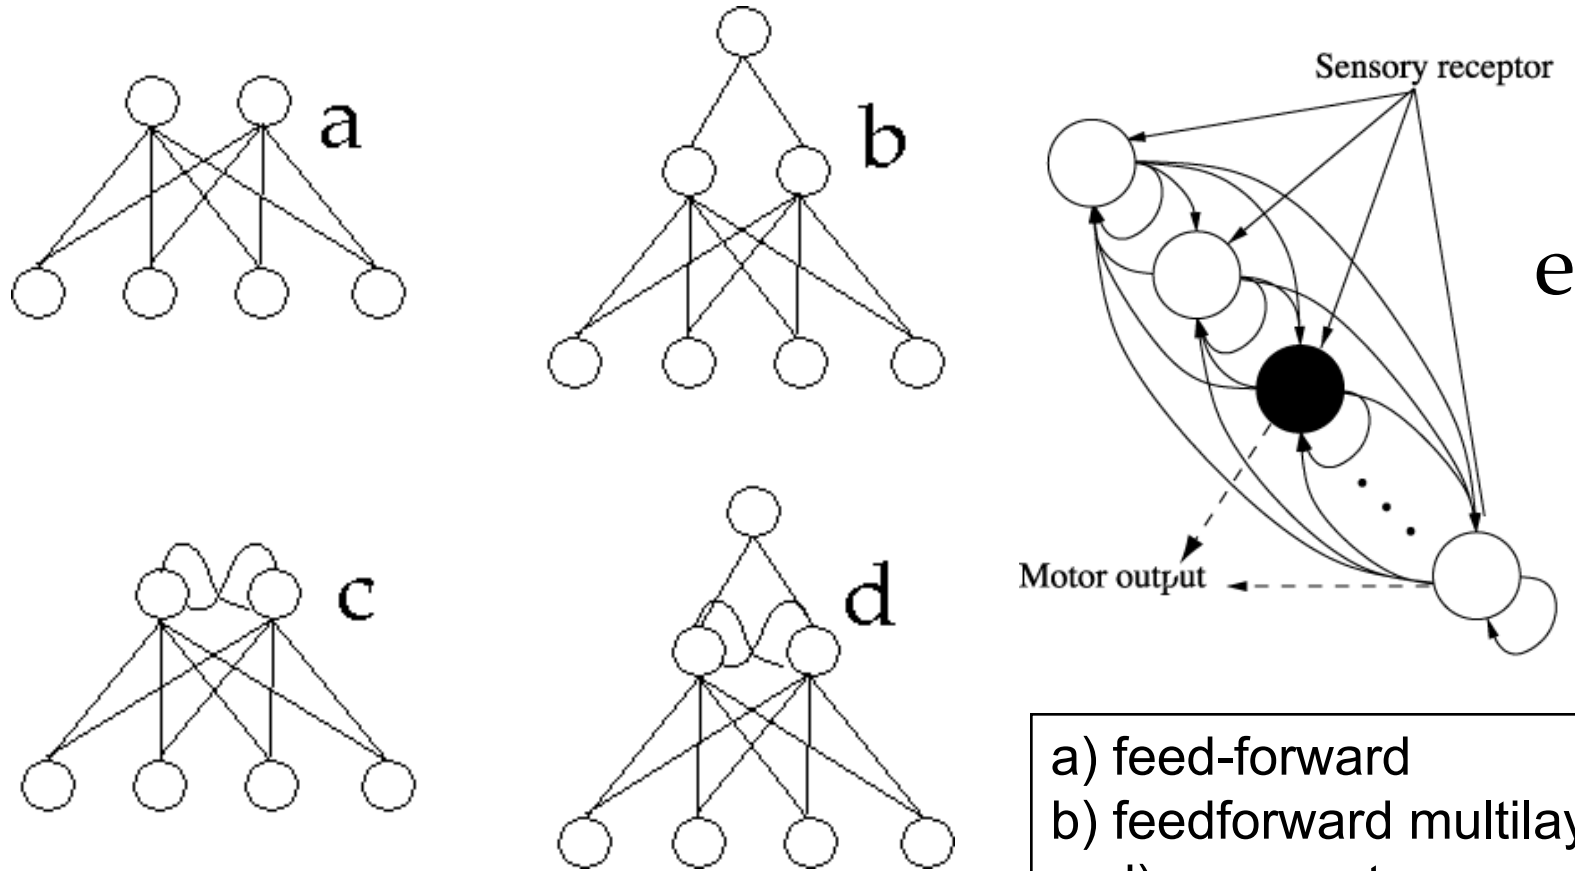 a
b
Sensory receptor
e
c
d
Motor output
a) feed-forward
b) feedforward multilay